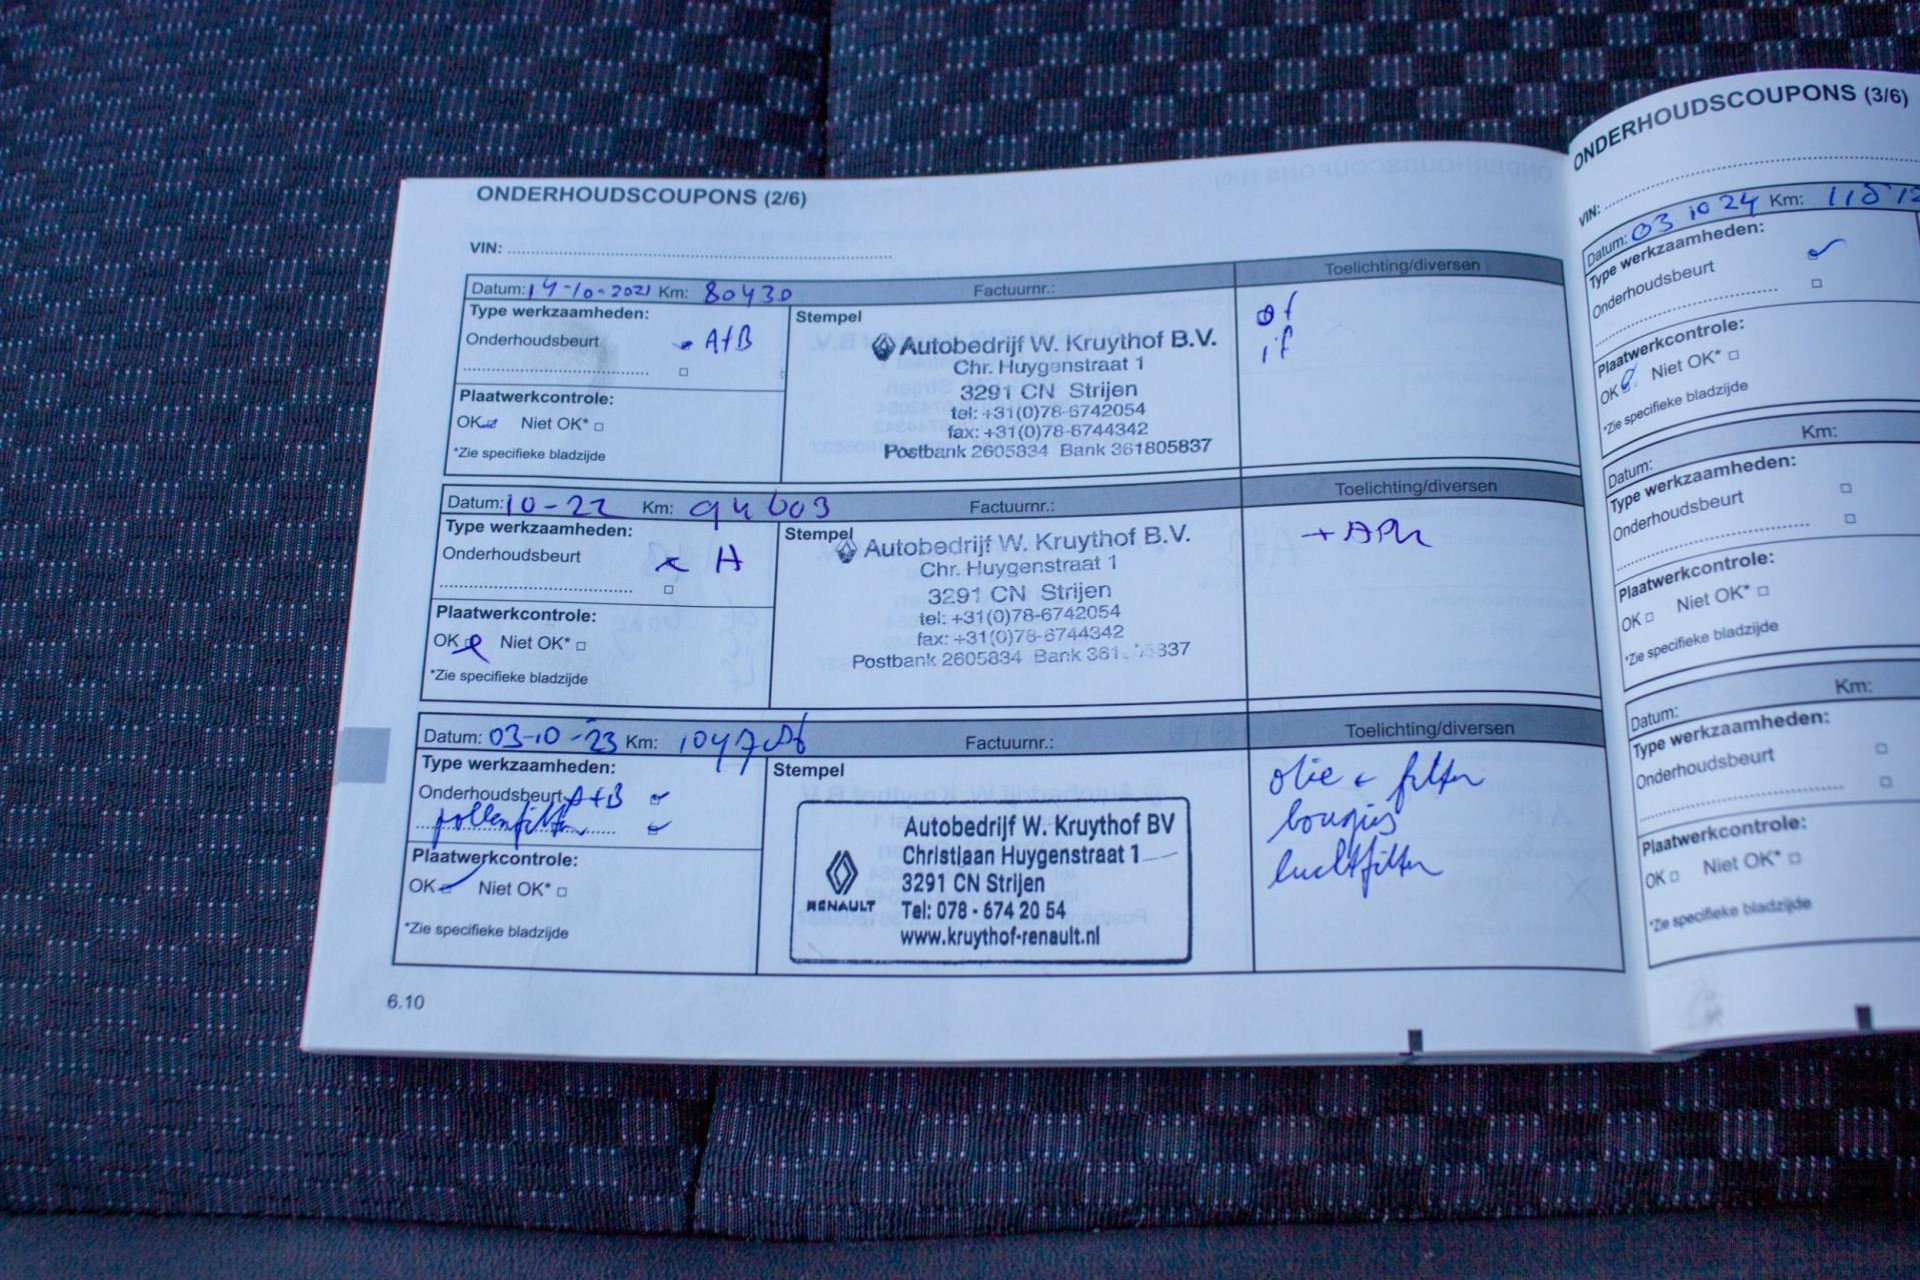 ONDERHOUDSCOUPONS (2/6)
VIN:
Datum: 14-10-2021 Km: 80430 Factuurnr.: Toelichting/diversen
Type werkzaamheden:
Onderhoudsbeurt A+B
Plaatwerkcontrole:
OK Niet OK*
*Zie specifieke bladzijde
Stempel
Autobedrijf W. Kruythof B.V.
Chr. Huygenstraat 1
3291 CN Strijen
tel: +31(0)78-6742054
fax: +31(0)78-6744342
Postbank 2605834 Bank 361805837
of
if
Datum: 10-22 Km: Factuurnr.: Toelichting/diversen
Type werkzaamheden:
Onderhoudsbeurt
Plaatwerkcontrole:
OK Niet OK*
*Zie specifieke bladzijde
Stempel
Autobedrijf W. Kruythof B.V.
Chr. Huygenstraat 1
3291 CN Strijen
tel: +31(0)78-6742054
fax: +31(0)78-6744342
Postbank 2605834 Bank
Datum: 03-10-23 Km: Factuurnr.: Toelichting/diversen
Type werkzaamheden:
Onderhoudsbeurt A+B
pollenfilter
Plaatwerkcontrole:
OK Niet OK*
*Zie specifieke bladzijde
Stempel
Autobedrijf W. Kruythof BV
Christiaan Huygenstraat 1
3291 CN Strijen
RENAULT
Tel: 078 - 674 20 54
www.kruythof-renault.nl
olie + filter
bougies
luchtfilter
6.10
ONDERHOUDSCOUPONS (3/6)
VIN:
Datum: 03 10 24 Km:
Type werkzaamheden:
Onderhoudsbeurt
Plaatwerkcontrole:
OK Niet OK*
*Zie specifieke bladzijde
Datum: Km:
Type werkzaamheden:
Onderhoudsbeurt
Plaatwerkcontrole:
OK Niet OK*
*Zie specifieke bladzijde
Datum: Km:
Type werkzaamheden:
Onderhoudsbeurt
Plaatwerkcontrole:
OK Niet OK*
*Zie specifieke bladzijde